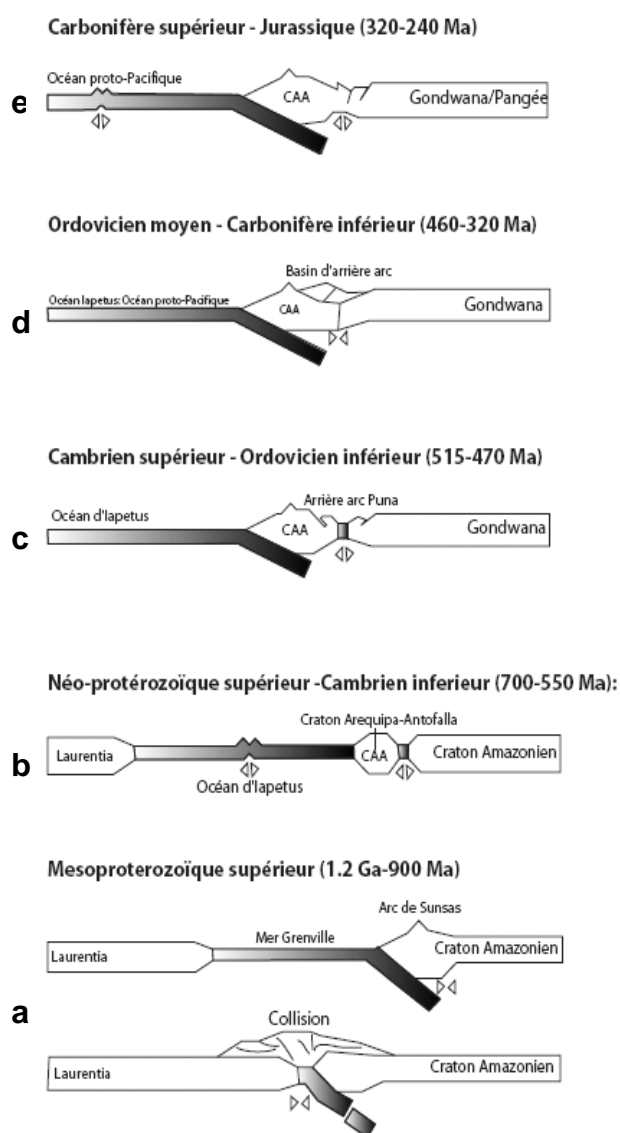 Carbonifère supérieur - Jurassique (320-240 Ma)
Océan proto-Pacifique
e
CAA
Gondwana/Pangée
Ordovicien moyen - Carbonifère inférieur (460-320 Ma)
Basin d'arrière arc
Océan Iapetus: Océan proto-Pacifique
d
CAA
Gondwana
Cambrien supérieur - Ordovicien inférieur (515-470 Ma)
Océan d'Iapetus
Arrière arc Puna
c
CAA
Gondwana
Néo-protérozoïque supérieur -Cambrien inferieur (700-550 Ma):
Craton Arequipa-Antofalla
b
Laurentia
CAA
Craton Amazonien
Océan d'Iapetus
Mesoproterozoïque supérieur (1.2 Ga-900 Ma)
Arc de Sunsas
Mer Grenville
Laurentia
Craton Amazonien
a
Collision
Laurentia
Craton Amazonien